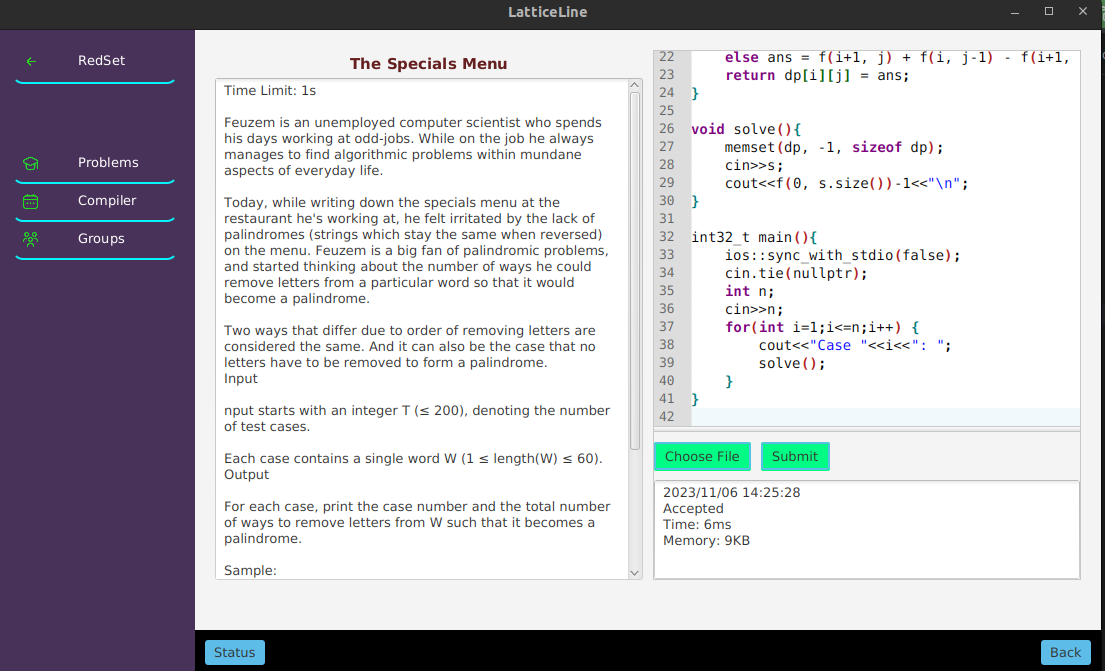 LatticeLine
RedSet
Problems
Compiler
Groups
The Specials Menu
Time Limit: 1s
Feuzem is an unemployed computer scientist who spends
his days working at odd-jobs. While on the job he always
manages to find algorithmic problems within mundane
aspects of everyday life.
Today, while writing down the specials menu at the
restaurant he's working at, he felt irritated by the lack of
palindromes (strings which stay the same when reversed)
on the menu. Feuzem is a big fan of palindromic problems,
and started thinking about the number of ways he could
remove letters from a particular word so that it would
become a palindrome.
Two ways that differ due to order of removing letters are
considered the same. And it can also be the case that no
letters have to be removed to form a palindrome.
Input
nput starts with an integer T (≤ 200), denoting the number
of test cases.
Each case contains a single word W (1 ≤ length(W) ≤ 60).
Output
For each case, print the case number and the total number
of ways to remove letters from W such that it becomes a
palindrome.
Sample:
22 else ans = f(i+1, j) + f(i, j-1) - f(i+1,
23 return dp[i][j] = ans;
24 }
25
26 void solve(){
27 memset(dp, -1, sizeof dp);
28 cin>>s;
29 cout<<f(0, s.size())-1<<"\n";
30 }
31
32 int32_t main(){
33 ios::sync_with_stdio(false);
34 cin.tie(nullptr);
35 int n;
36 cin>>n;
37 for(int i=1;i<=n;i++) {
38 cout<<"Case "<<i<<": ";
39 solve();
40 }
41 }
42
Choose File
Submit
2023/11/06 14:25:28
Accepted
Time: 6ms
Memory: 9KB
Status
Back